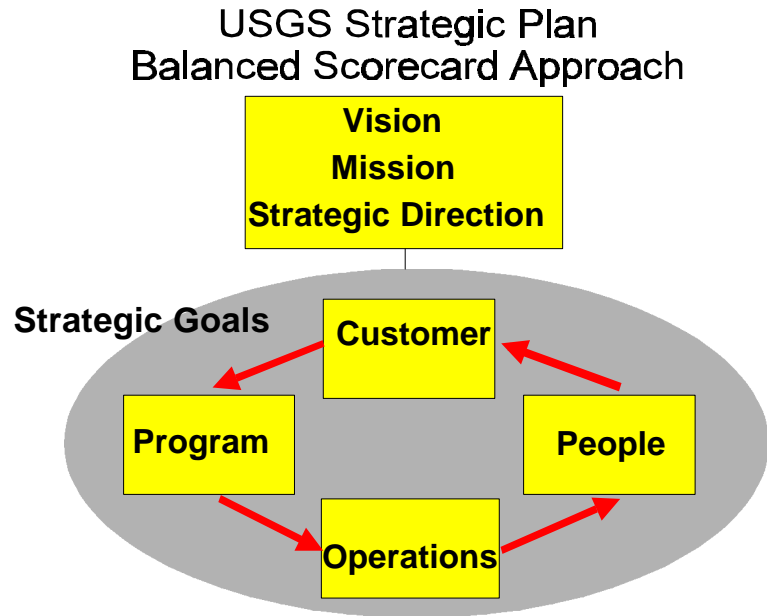 USGS Strategic Plan
Balanced Scorecard Approach
Vision
Mission
Strategic Direction
Strategic Goals
Customer
Program
People
Operations